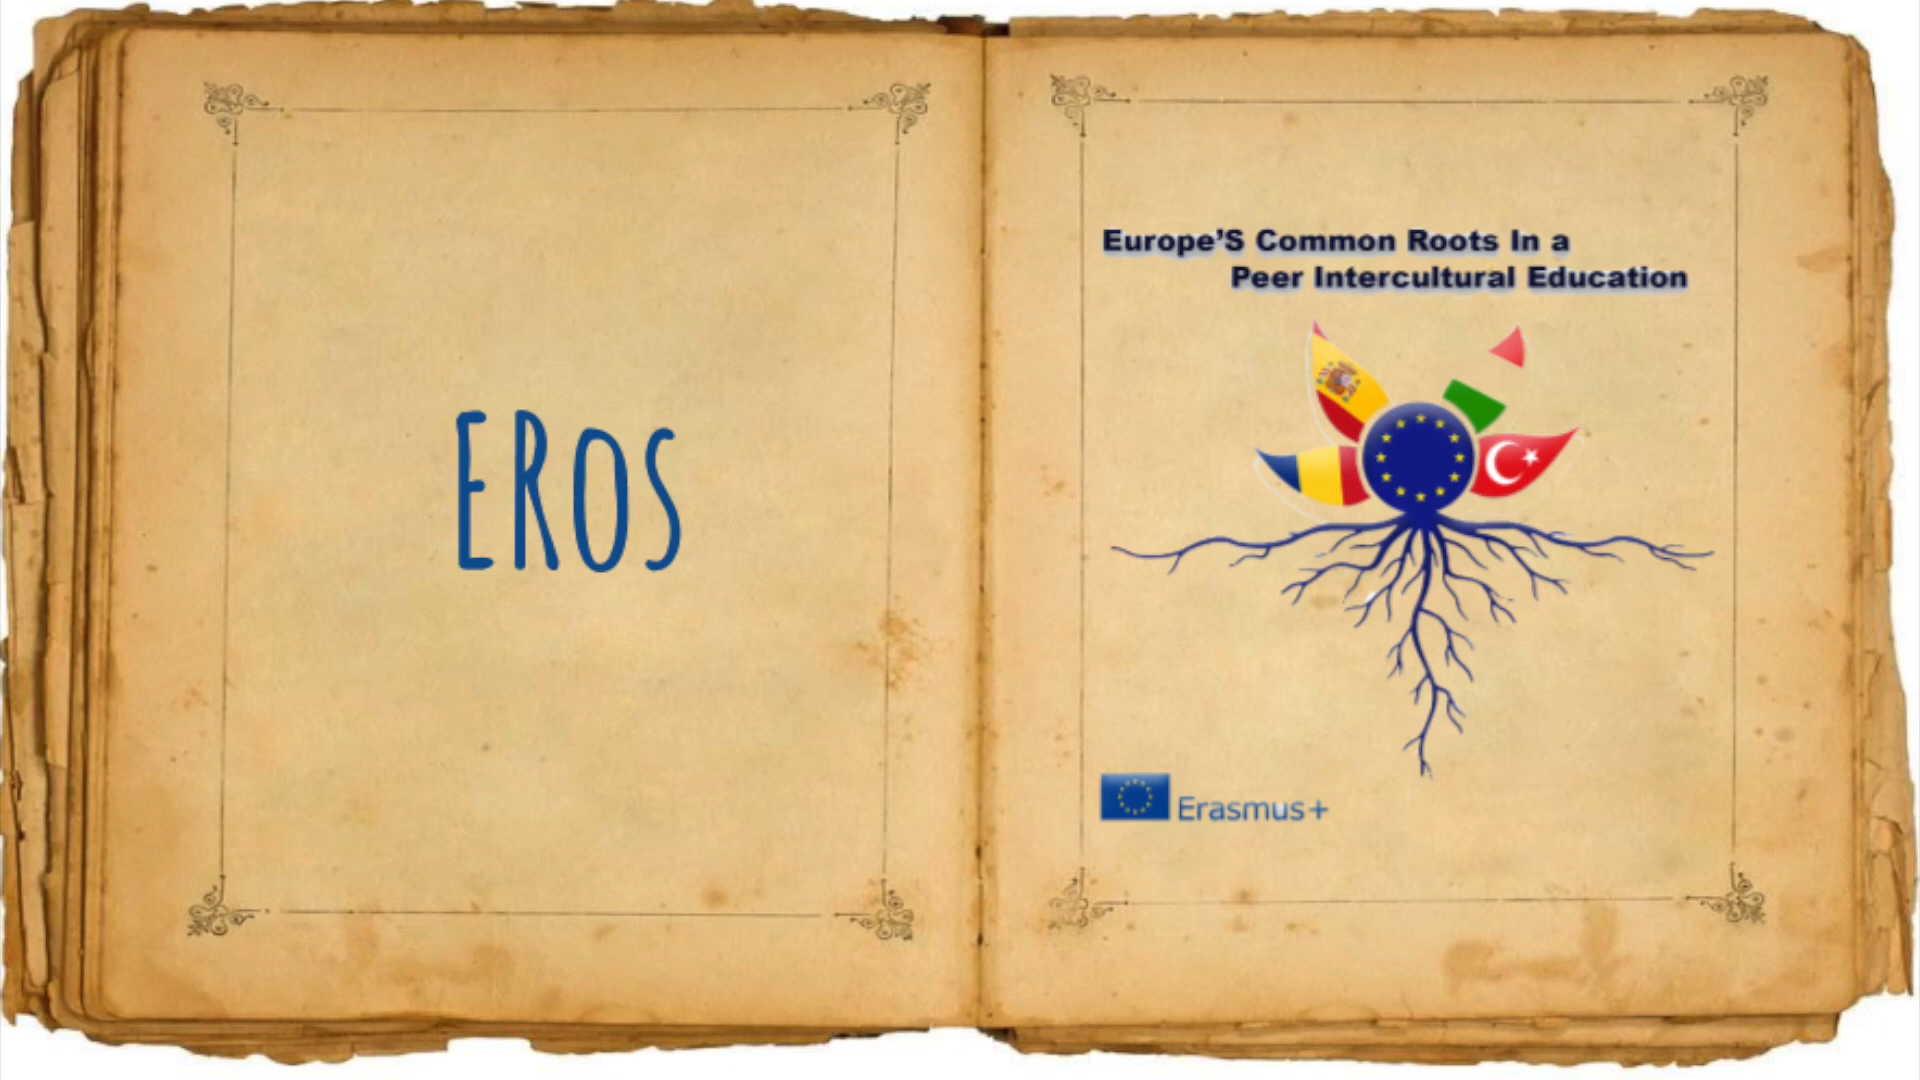 EROS
Europe'S Common Roots In a
Peer Intercultural Education
Erasmus+